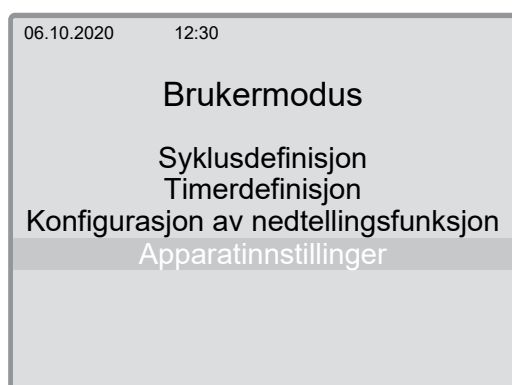 06.10.2020 12:30
Brukermodus
Syklusdefinisjon
Timerdefinisjon
Konfigurasjon av nedtellingsfunksjon
Apparatinnstillinger